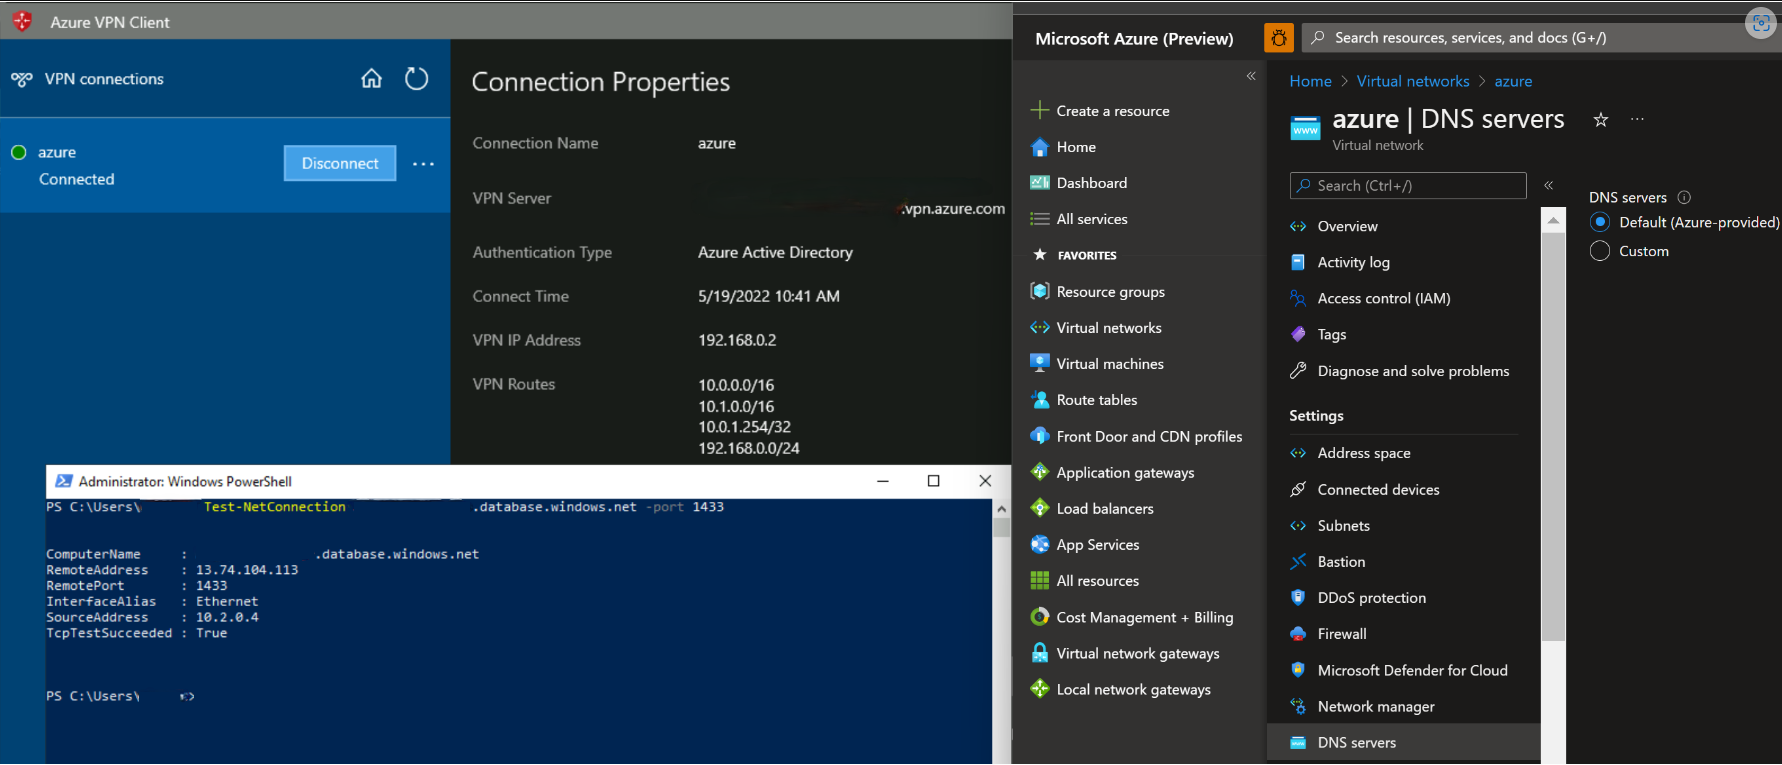 Azure VPN Client
VPN connections
azure
Connected
Disconnect
...
Connection Properties
Connection Name azure
VPN Server .vpn.azure.com
Authentication Type Azure Active Directory
Connect Time 5/19/2022 10:41 AM
VPN IP Address 192.168.0.2
VPN Routes 10.0.0.0/16
10.1.0.0/16
10.0.1.254/32
192.168.0.0/24
Administrator: Windows PowerShell
PS C:\Users\ Test-NetConnection .database.windows.net -port 1433
ComputerName : .database.windows.net
RemoteAddress : 13.74.104.113
RemotePort : 1433
InterfaceAlias : Ethernet
SourceAddress : 10.2.0.4
TcpTestSucceeded : True
PS C:\Users\ >
Microsoft Azure (Preview)
Search resources, services, and docs (G+/)
«
Create a resource
Home
Dashboard
All services
FAVORITES
Resource groups
Virtual networks
Virtual machines
Route tables
Front Door and CDN profiles
Application gateways
Load balancers
App Services
All resources
Cost Management + Billing
Virtual network gateways
Local network gateways
Home > Virtual networks > azure
www
azure | DNS servers
...
Virtual network
Search (Ctrl+/)
«
Overview
Activity log
Access control (IAM)
Tags
Diagnose and solve problems
Settings
Address space
Connected devices
Subnets
Bastion
DDoS protection
Firewall
Microsoft Defender for Cloud
Network manager
DNS servers
DNS servers
Default (Azure-provided)
Custom